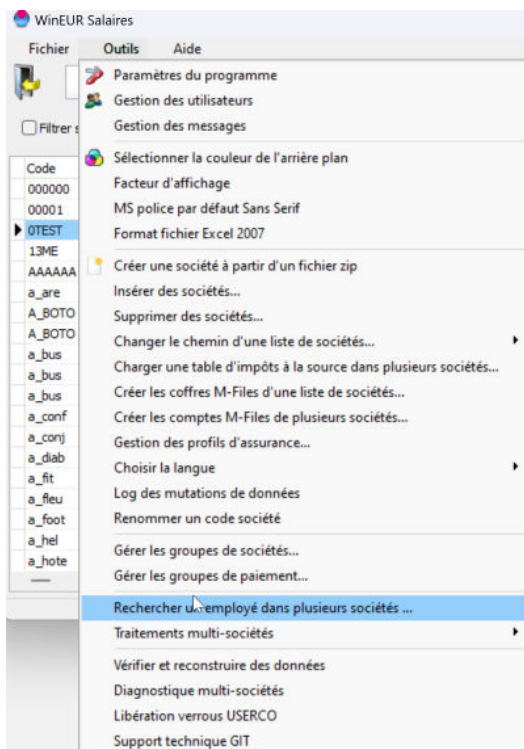 WinEUR Salaires
Fichier Outils Aide
Paramètres du programme
Gestion des utilisateurs
Gestion des messages
Sélectionner la couleur de l'arrière plan
Facteur d'affichage
MS police par défaut Sans Serif
Format fichier Excel 2007
Créer une société à partir d'un fichier zip
Insérer des sociétés...
Supprimer des sociétés...
Changer le chemin d'une liste de sociétés...
Charger une table d'impôts à la source dans plusieurs sociétés...
Créer les coffres M-Files d'une liste de sociétés...
Créer les comptes M-Files de plusieurs sociétés...
Gestion des profils d'assurance...
Choisir la langue
Log des mutations de données
Renommer un code société
Gérer les groupes de sociétés...
Gérer les groupes de paiement...
Rechercher un employé dans plusieurs sociétés ...
Traitements multi-sociétés
Vérifier et reconstruire des données
Diagnostique multi-sociétés
Libération verrous USERCO
Support technique GIT
Filtrer
Code
000000
00001
0TEST
13ME
AAAAAA
a_are
A_BOTO
A_BOTO
a_bus
a_bus
a_bus
a_conf
a_conj
a_diab
a_fit
a_fleu
a_foot
a_hel
a_hote